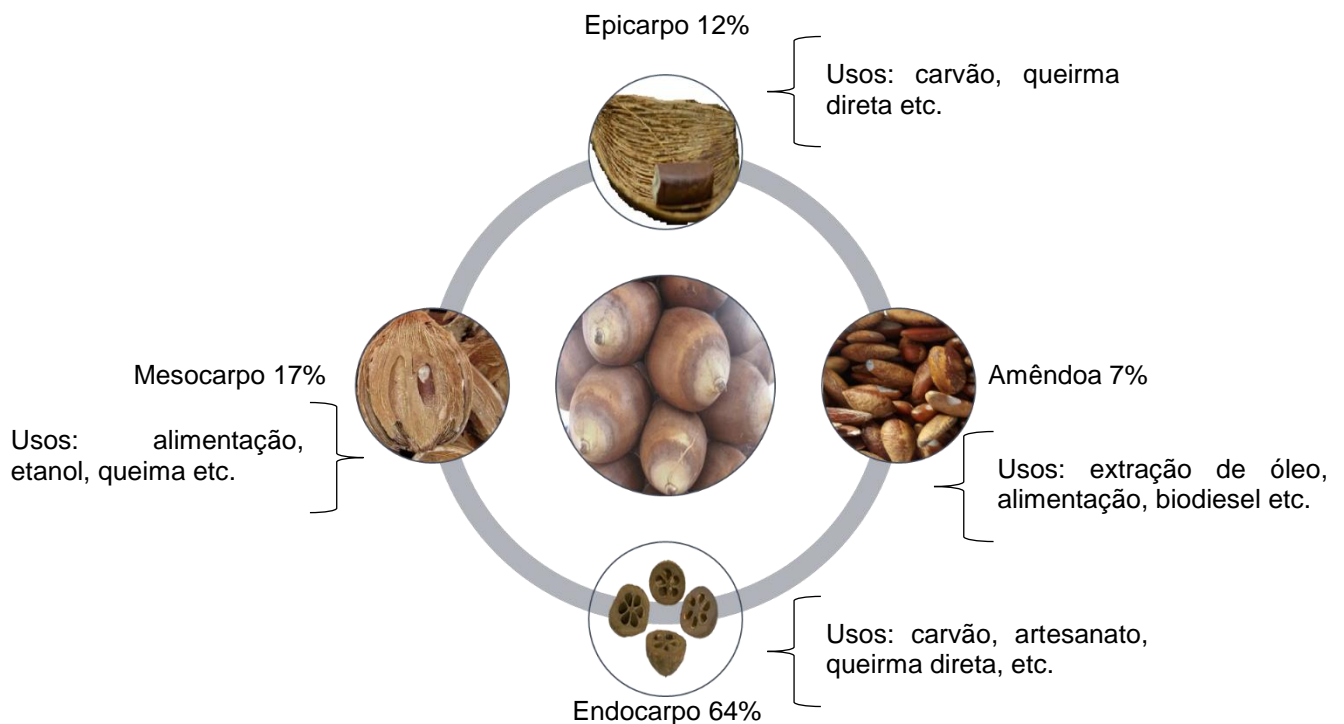 Epicarpo 12%
Usos: carvão, queirma
direta etc.
Mesocarpo 17%
Usos: alimentação,
etanol, queima etc.
Amêndoa 7%
Usos: extração de óleo,
alimentação, biodiesel etc.
Usos: carvão, artesanato,
queirma direta, etc.
Endocarpo 64%